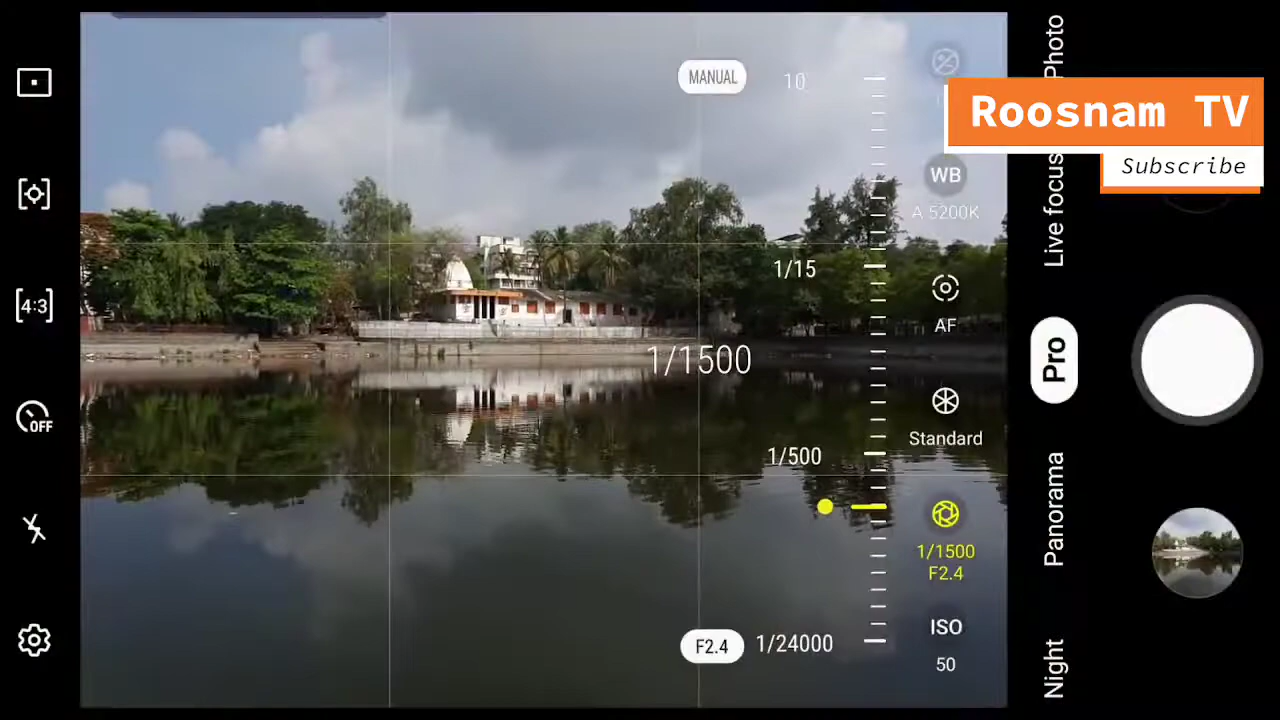 Photo
MANUAL
10
Roosnam TV
Subscribe
WB
A 5200K
Live focus
1/15
AF
4:3
Pro
1/1500
OFF
Standard
1/500
Panorama
1/1500
F2.4
ISO
50
F2.4
1/24000
Night